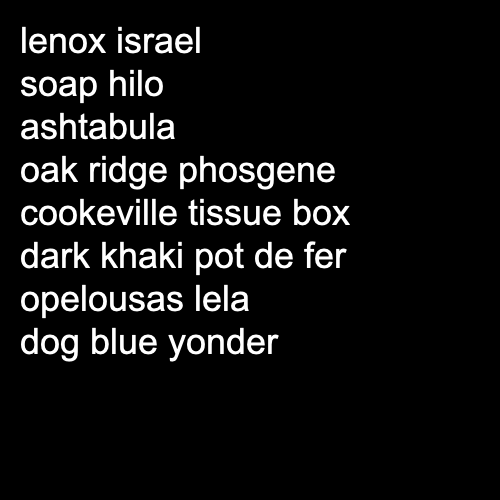 lenox israel
soap hilo
ashtabula
oak ridge phosgene
cookeville tissue box
dark khaki pot de fer
opelousas lela
dog blue yonder